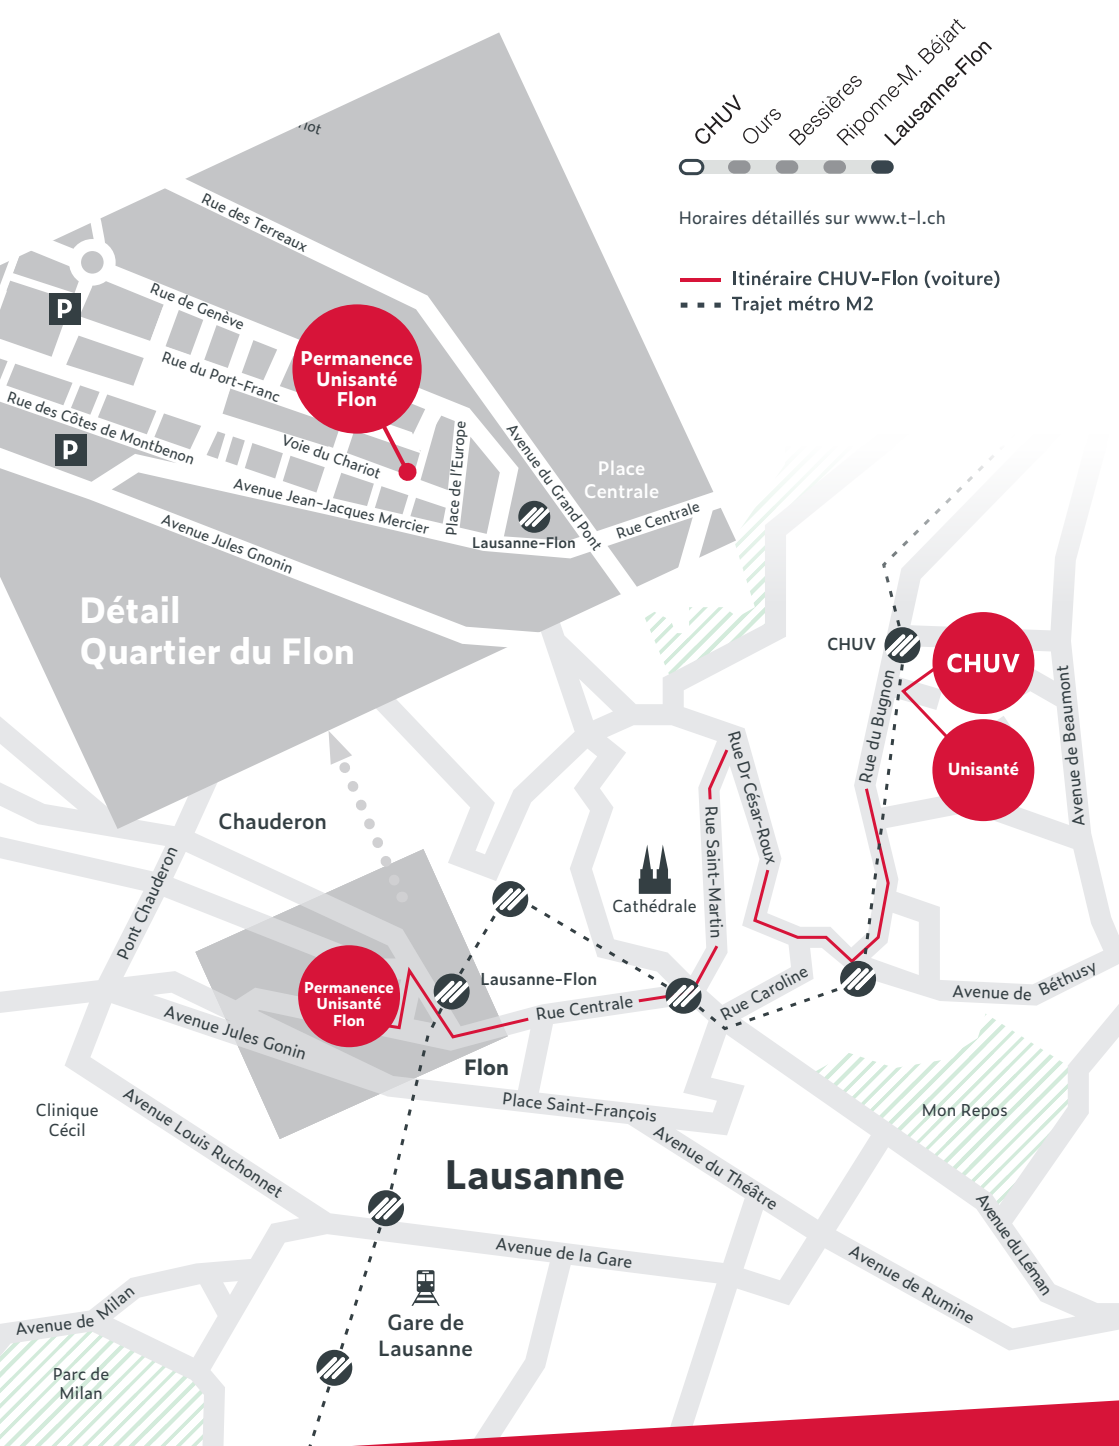 CHUV
Ours
Bessières
Riponne-M. Béjart
Lausanne-Flon
Horaires détaillés sur www.t-l.ch
Itinéraire CHUV-Flon (voiture)
Trajet métro M2
Rue des Terreaux
Rue de Genève
P
Permanence
Unisanté
Flon
Rue du Port-Franc
Rue des Côtes de Montbenon
P
Voie du Chariot
Place de l'Europe
Avenue du Grand Pont
Place
Centrale
Avenue Jean-Jacques Mercier
Rue Centrale
Lausanne-Flon
Avenue Jules Gnonin
Détail
Quartier du Flon
CHUV
CHUV
Unisanté
Rue du Bugnon
Avenue de Beaumont
Rue Dr César-Roux
Rue Saint-Martin
Chauderon
Pont Chauderon
Cathédrale
Lausanne-Flon
Permanence
Unisanté
Flon
Rue Centrale
Rue Caroline
Avenue de Béthusy
Avenue Jules Gonin
Flon
Place Saint-François
Mon Repos
Clinique
Cécil
Avenue Louis Ruchonnet
Avenue du Théâtre
Lausanne
Avenue du Léman
Avenue de la Gare
Avenue de Rumine
Gare de
Lausanne
Avenue de Milan
Parc de
Milan